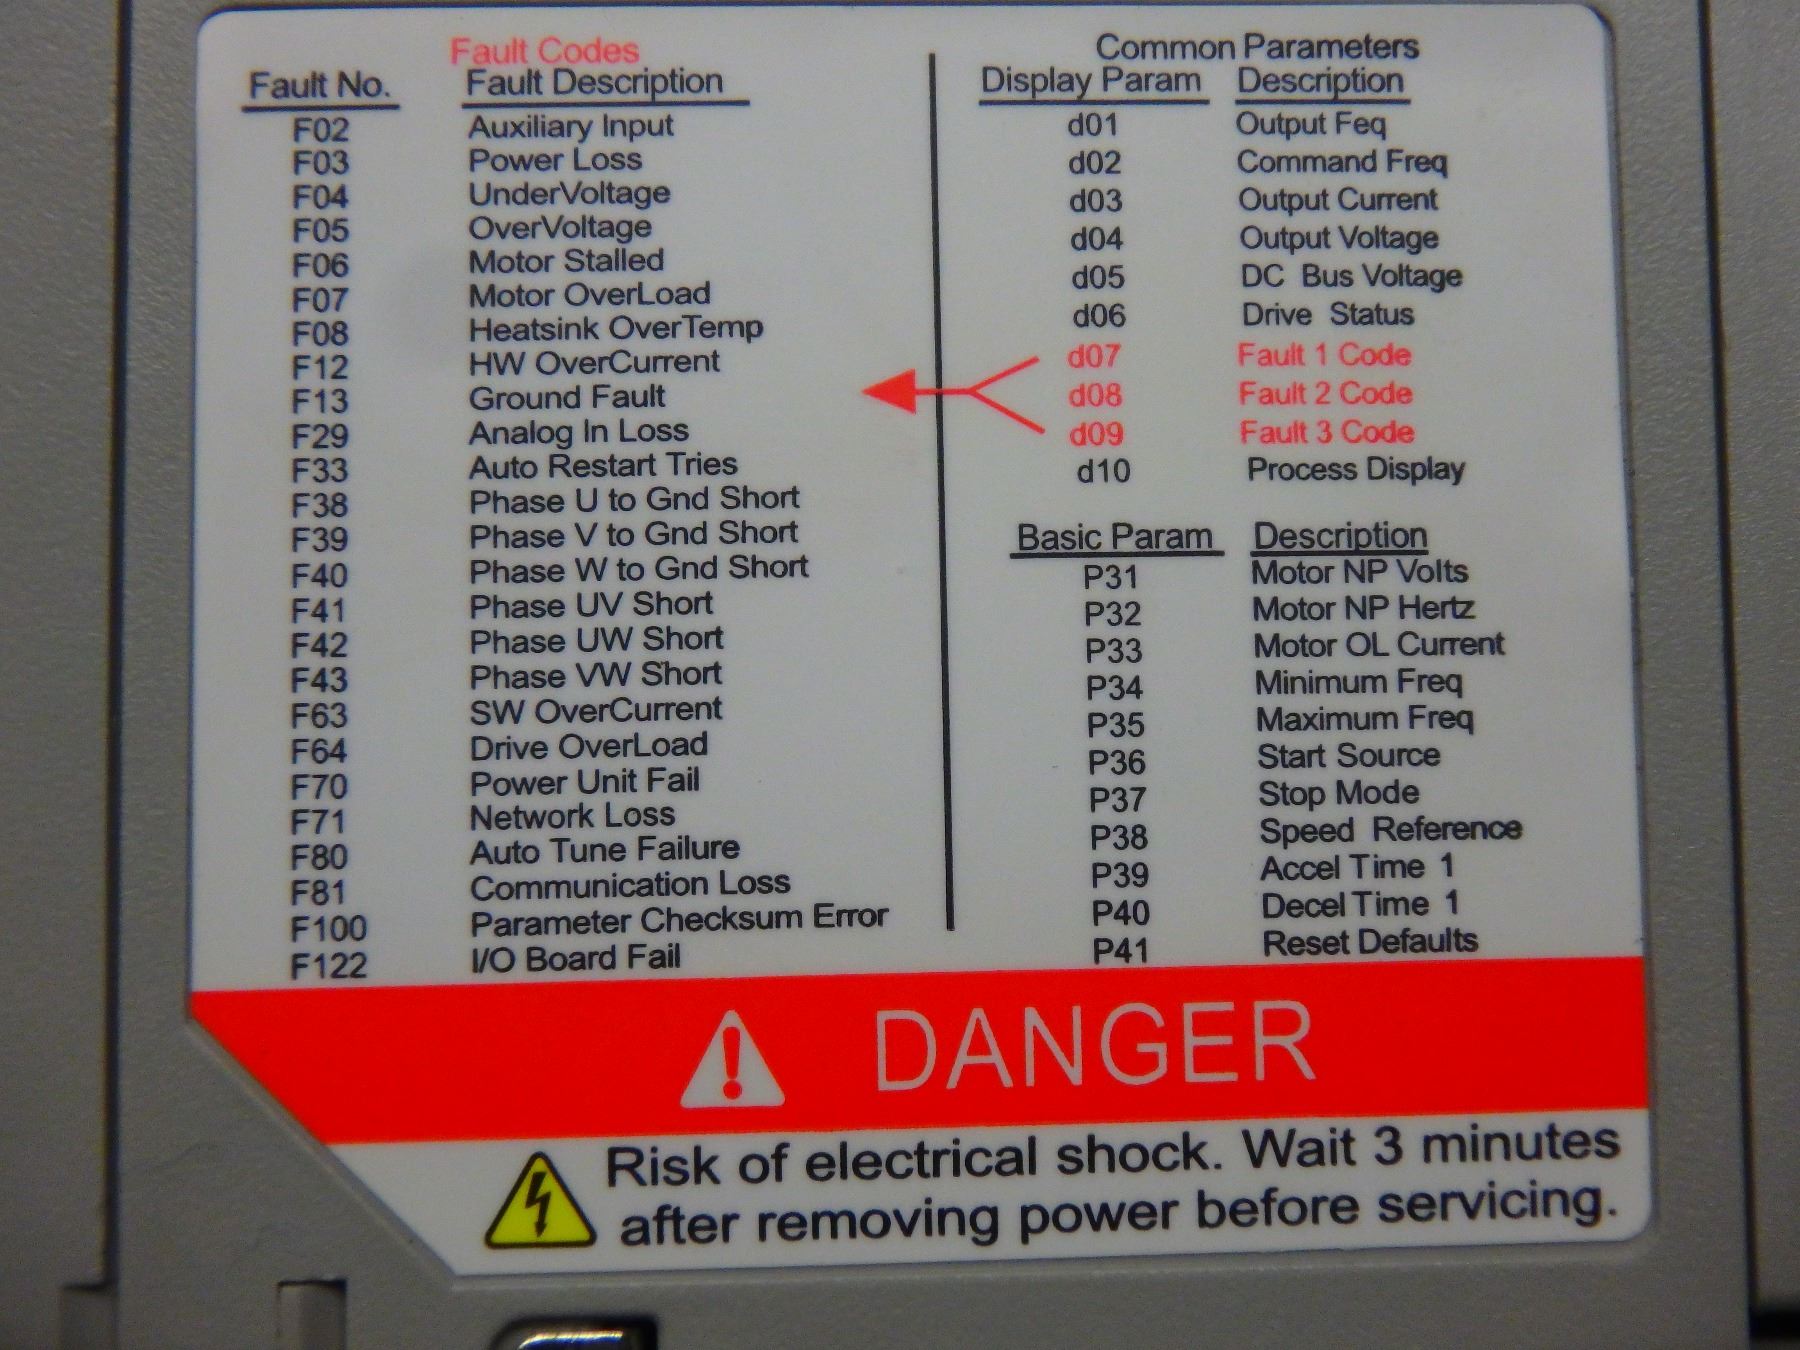 Fault Codes
Fault No. Fault Description
F02 Auxiliary Input
F03 Power Loss
F04 UnderVoltage
F05 OverVoltage
F06 Motor Stalled
F07 Motor OverLoad
F08 Heatsink OverTemp
F12 HW OverCurrent
F13 Ground Fault
F29 Analog In Loss
F33 Auto Restart Tries
F38 Phase U to Gnd Short
F39 Phase V to Gnd Short
F40 Phase W to Gnd Short
F41 Phase UV Short
F42 Phase UW Short
F43 Phase VW Short
F63 SW OverCurrent
F64 Drive OverLoad
F70 Power Unit Fail
F71 Network Loss
F80 Auto Tune Failure
F81 Communication Loss
F100 Parameter Checksum Error
F122 I/O Board Fail
Common Parameters
Display Param Description
d01 Output Feq
d02 Command Freq
d03 Output Current
d04 Output Voltage
d05 DC Bus Voltage
d06 Drive Status
d07 Fault 1 Code
d08 Fault 2 Code
d09 Fault 3 Code
d10 Process Display
Basic Param Description
P31 Motor NP Volts
P32 Motor NP Hertz
P33 Motor OL Current
P34 Minimum Freq
P35 Maximum Freq
P36 Start Source
P37 Stop Mode
P38 Speed Reference
P39 Accel Time 1
P40 Decel Time 1
P41 Reset Defaults
DANGER
Risk of electrical shock. Wait 3 minutes
after removing power before servicing.